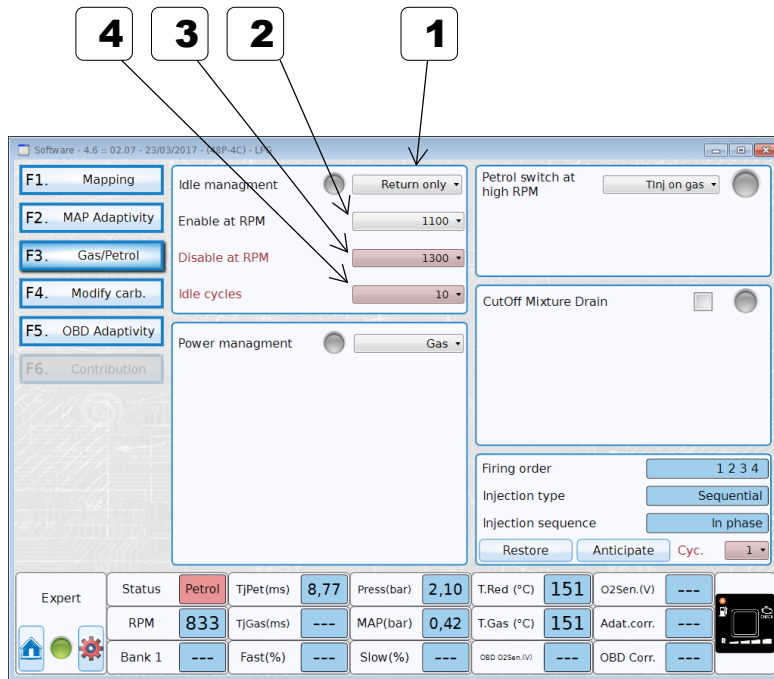 4 3 2 1
Software - 4.6 :: 02.07 - 23/03/2017 - (48P-4C) - LPG
F1. Mapping
F2. MAP Adaptivity
F3. Gas/Petrol
F4. Modify carb.
F5. OBD Adaptivity
F6. Contribution
Idle managment Return only
Enable at RPM 1100
Disable at RPM 1300
Idle cycles 10
Power managment Gas
Petrol switch at
high RPM
TInj on gas
CutOff Mixture Drain
Firing order 1 2 3 4
Injection type Sequential
Injection sequence In phase
Restore Anticipate Cyc. 1
Expert
Status Petrol TjPet(ms) 8,77 Press(bar) 2,10 T.Red (°C) 151 O2Sen.(V) ---
RPM 833 TjGas(ms) --- MAP(bar) 0,42 T.Gas (°C) 151 Adat.corr. ---
Bank 1 --- Fast(%) --- Slow(%) --- OBD O2Sen.(V) --- OBD Corr. ---
CHECK
R